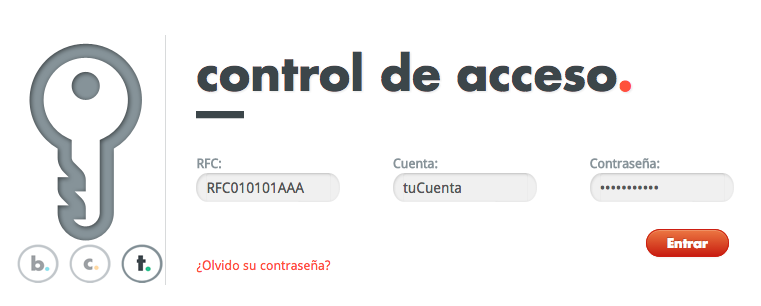 control de acceso.
RFC: Cuenta: Contraseña:
RFC010101AAA tuCuenta •••••••••••
Entrar
b. c. t.
¿Olvido su contraseña?